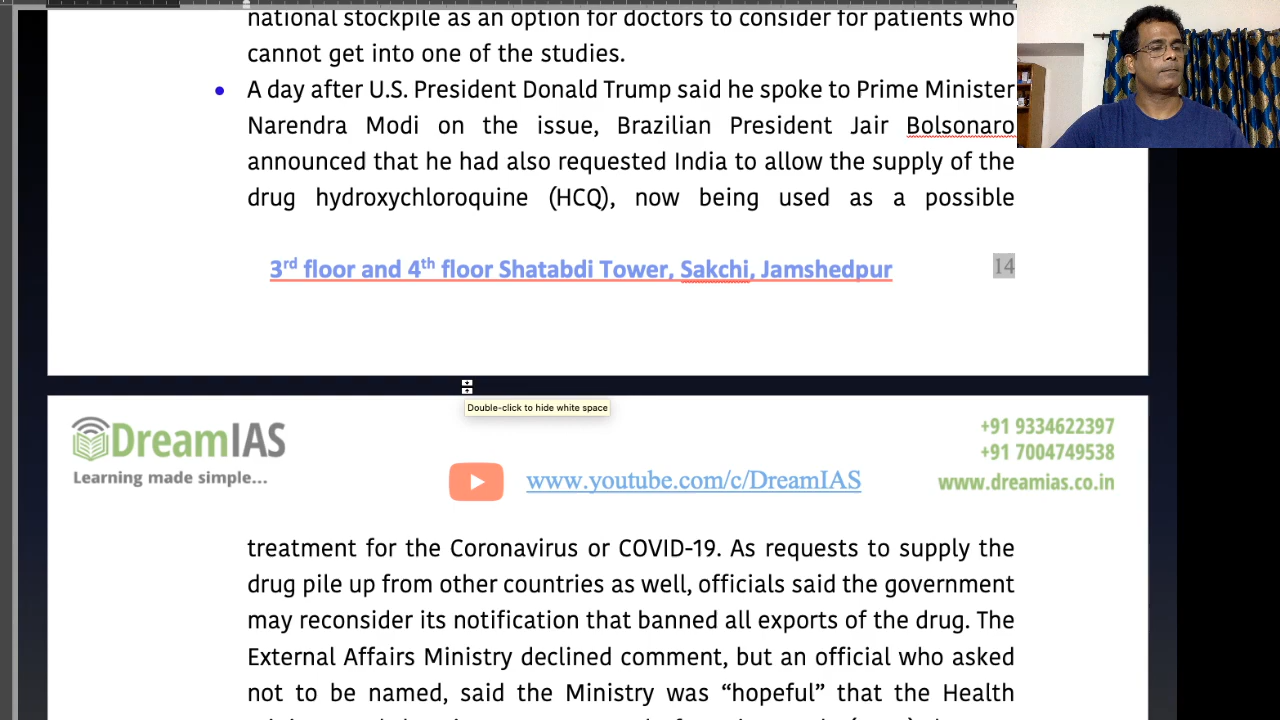 national stockpile as an option for doctors to consider for patients who
cannot get into one of the studies.
• A day after U.S. President Donald Trump said he spoke to Prime Minister
Narendra Modi on the issue, Brazilian President Jair Bolsonaro
announced that he had also requested India to allow the supply of the
drug hydroxychloroquine (HCQ), now being used as a possible
3rd floor and 4th floor Shatabdi Tower, Sakchi, Jamshedpur
14
Double-click to hide white space
DreamIAS
Learning made simple...
www.youtube.com/c/DreamIAS
+91 9334622397
+91 7004749538
www.dreamias.co.in
treatment for the Coronavirus or COVID-19. As requests to supply the
drug pile up from other countries as well, officials said the government
may reconsider its notification that banned all exports of the drug. The
External Affairs Ministry declined comment, but an official who asked
not to be named, said the Ministry was “hopeful” that the Health